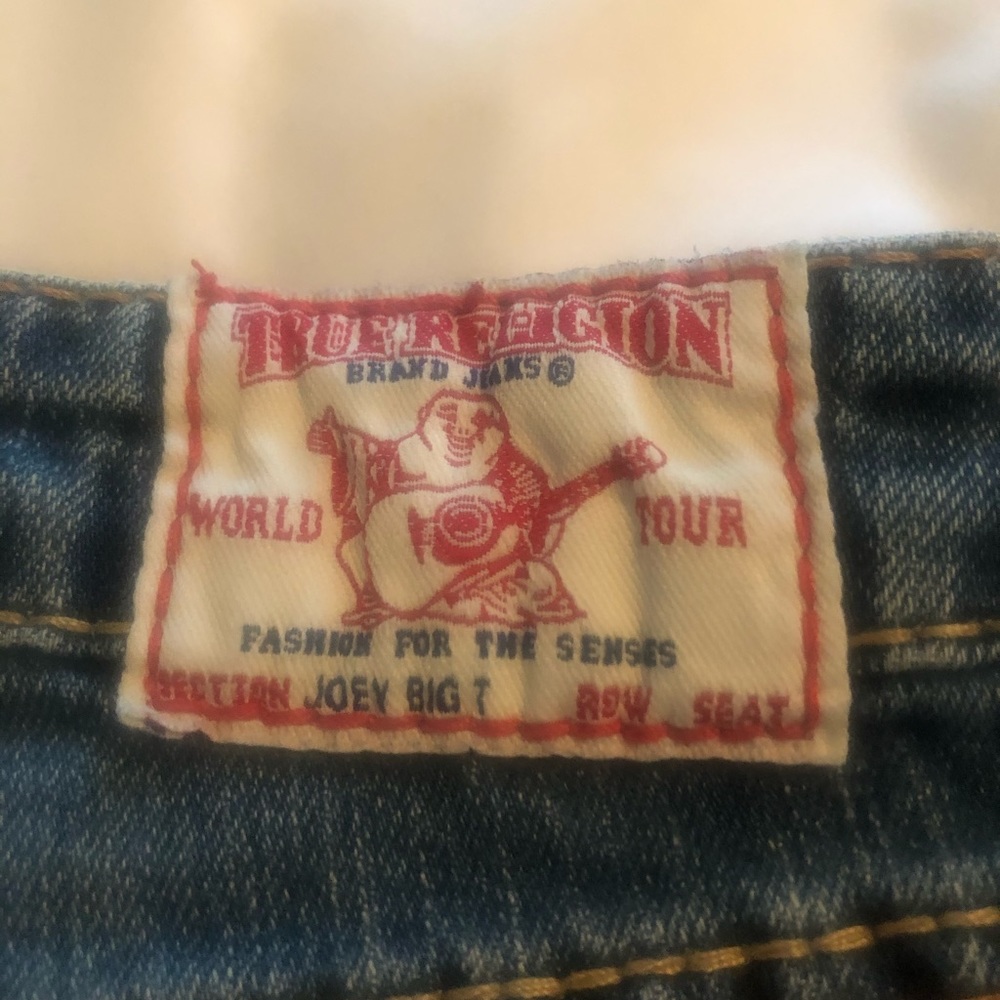 TRUE RELIGION
BRAND JEANS®
WORLD TOUR
FASHION FOR THE SENSES
SECTION JOEY BIG T ROW SEAT